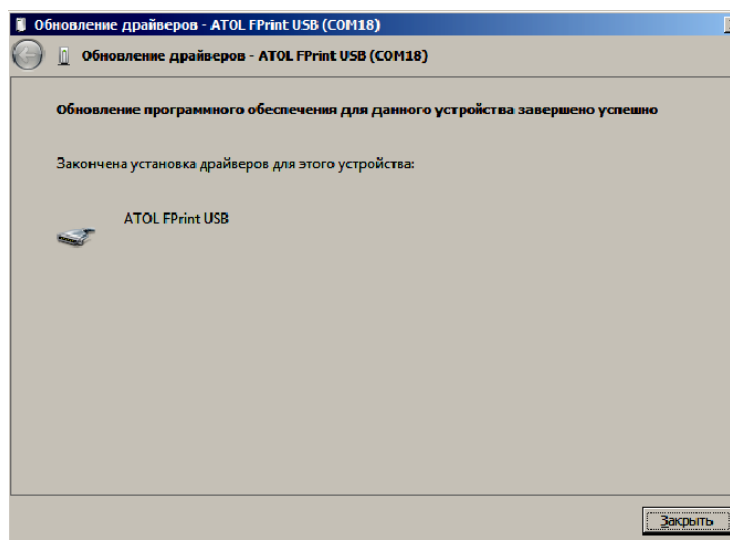 Обновление драйверов - ATOL FPrint USB (COM18)
Обновление драйверов - ATOL FPrint USB (COM18)
Обновление программного обеспечения для данного устройства завершено успешно
Закончена установка драйверов для этого устройства:
ATOL FPrint USB
Закрыть